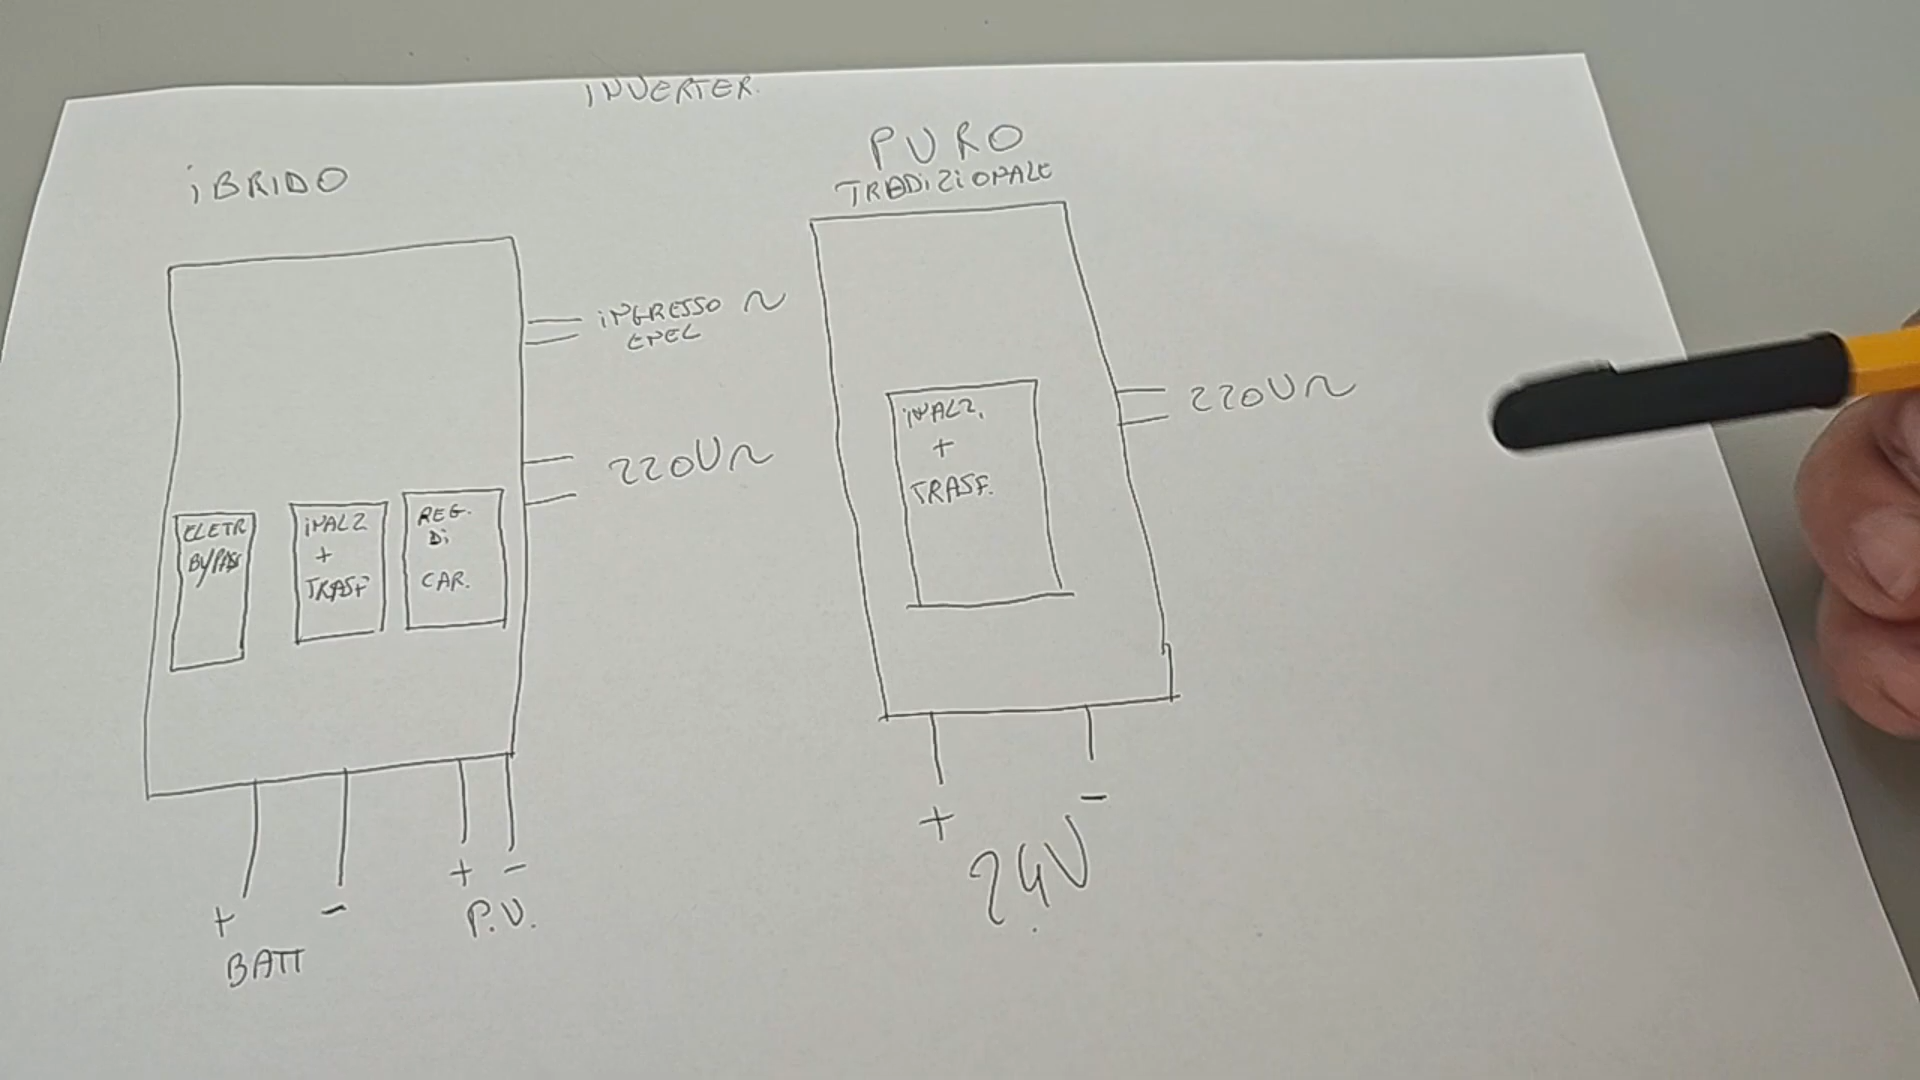 INVERTER.
iBRIDO
iNGRESSO ~
ENEL
220V~
ELETR
BYPASS
iNALZ
+
TRASF
REG.
Di
CAR.
+ -
BATT
+ -
P.V.
PURO
TRADiZiONALE
iNALZ.
+
TRASF.
220V~
+ -
24V